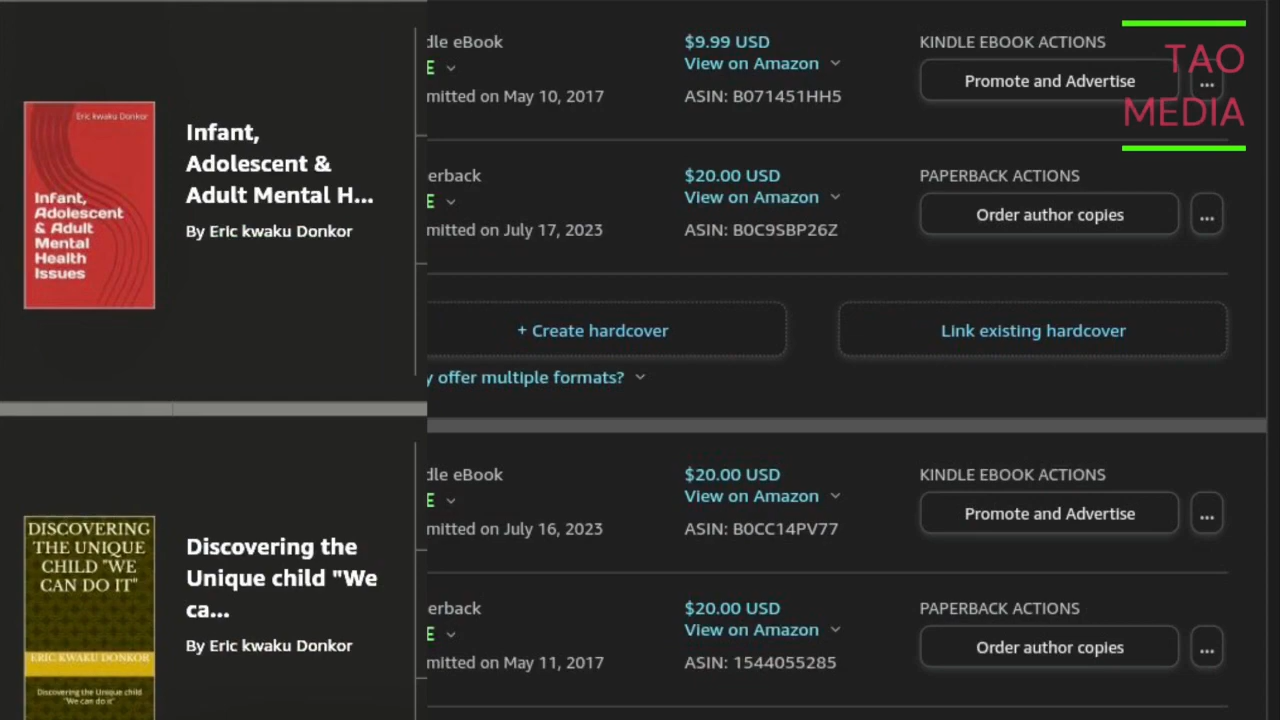 dle eBook
$9.99 USD
KINDLE EBOOK ACTIONS
TAO
MEDIA
E
View on Amazon
Promote and Advertise
...
mitted on May 10, 2017
ASIN: B071451HH5
Eric kwaku Donkor
Infant,
Adolescent
& Adult
Mental
Health
Issues
Infant,
Adolescent &
Adult Mental H...
By Eric kwaku Donkor
erback
$20.00 USD
PAPERBACK ACTIONS
E
View on Amazon
Order author copies
...
mitted on July 17, 2023
ASIN: B0C9SBP26Z
+ Create hardcover
Link existing hardcover
y offer multiple formats?
dle eBook
$20.00 USD
KINDLE EBOOK ACTIONS
E
View on Amazon
Promote and Advertise
...
mitted on July 16, 2023
ASIN: B0CC14PV77
DISCOVERING
THE UNIQUE
CHILD "WE
CAN DO IT"
ERIC KWAKU DONKOR
Discovering the Unique child
"We can do it"
Discovering the
Unique child "We
ca...
By Eric kwaku Donkor
erback
$20.00 USD
PAPERBACK ACTIONS
E
View on Amazon
Order author copies
...
mitted on May 11, 2017
ASIN: 1544055285